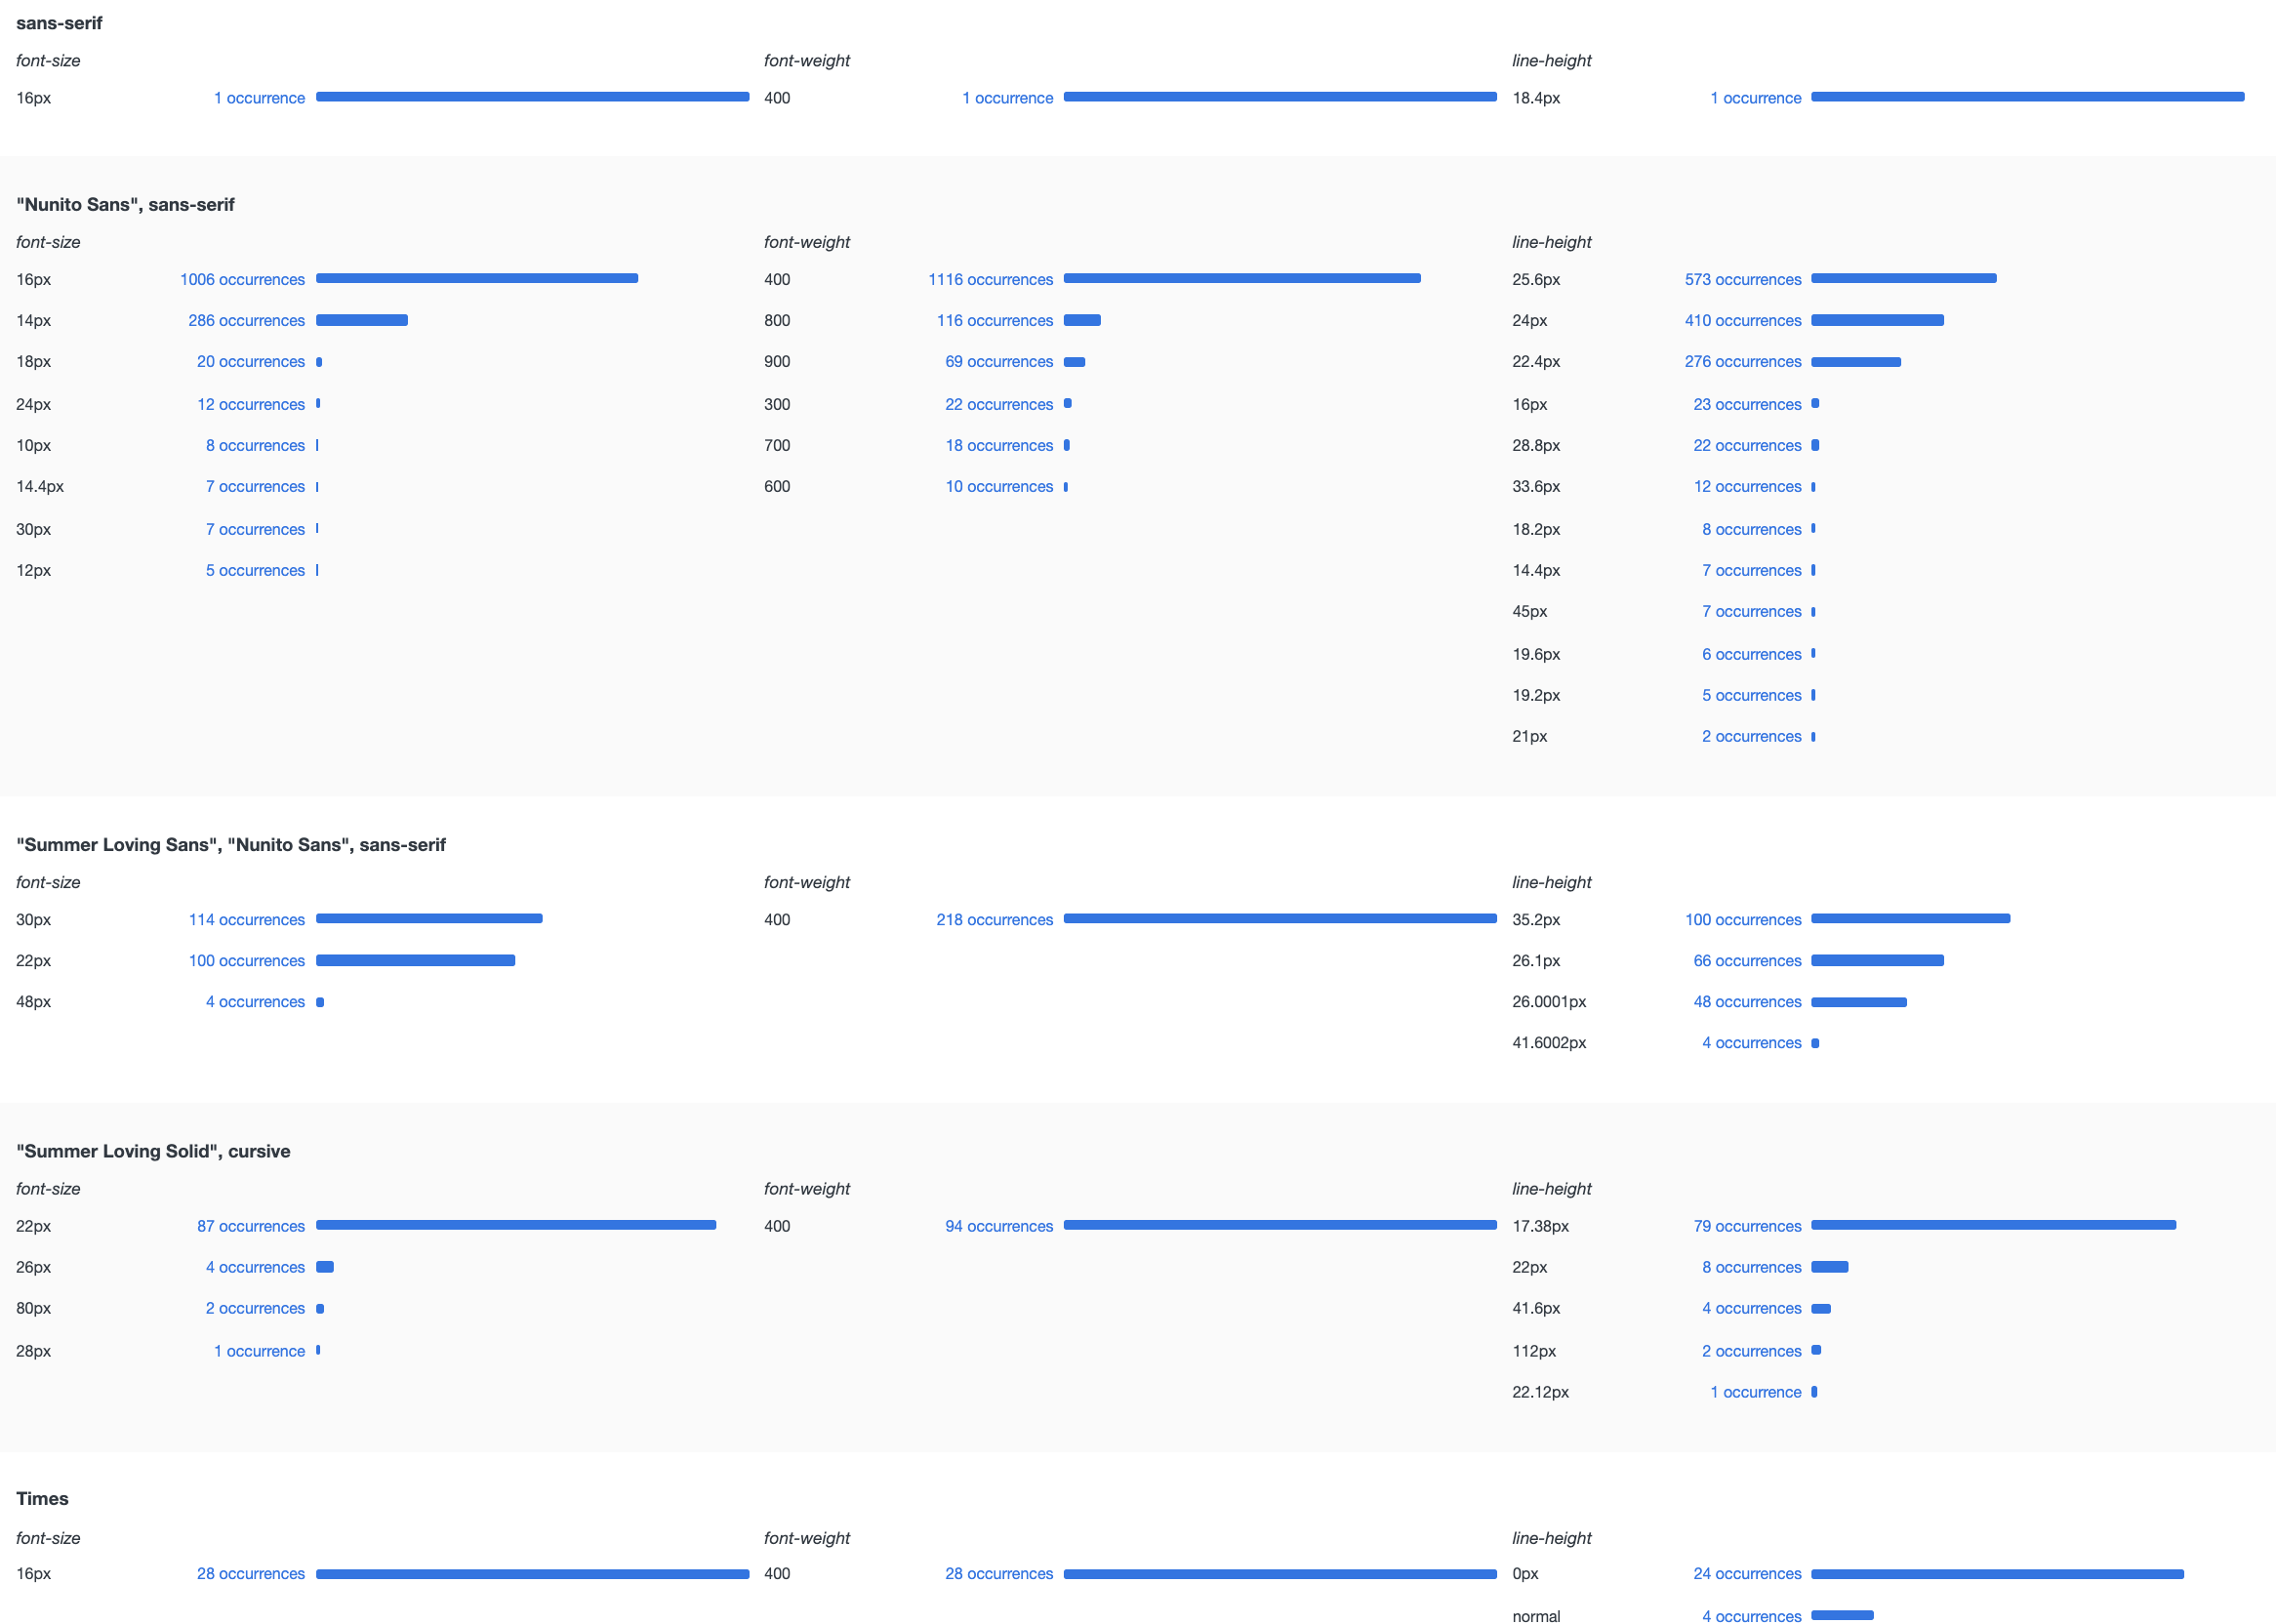 sans-serif
font-size font-weight line-height
16px 1 occurrence 400 1 occurrence 18.4px 1 occurrence
"Nunito Sans", sans-serif
font-size font-weight line-height
16px 1006 occurrences 400 1116 occurrences 25.6px 573 occurrences
14px 286 occurrences 800 116 occurrences 24px 410 occurrences
18px 20 occurrences 900 69 occurrences 22.4px 276 occurrences
24px 12 occurrences 300 22 occurrences 16px 23 occurrences
10px 8 occurrences 700 18 occurrences 28.8px 22 occurrences
14.4px 7 occurrences 600 10 occurrences 33.6px 12 occurrences
30px 7 occurrences 18.2px 8 occurrences
12px 5 occurrences 14.4px 7 occurrences
45px 7 occurrences
19.6px 6 occurrences
19.2px 5 occurrences
21px 2 occurrences
"Summer Loving Sans", "Nunito Sans", sans-serif
font-size font-weight line-height
30px 114 occurrences 400 218 occurrences 35.2px 100 occurrences
22px 100 occurrences 26.1px 66 occurrences
48px 4 occurrences 26.0001px 48 occurrences
41.6002px 4 occurrences
"Summer Loving Solid", cursive
font-size font-weight line-height
22px 87 occurrences 400 94 occurrences 17.38px 79 occurrences
26px 4 occurrences 22px 8 occurrences
80px 2 occurrences 41.6px 4 occurrences
28px 1 occurrence 112px 2 occurrences
22.12px 1 occurrence
Times
font-size font-weight line-height
16px 28 occurrences 400 28 occurrences 0px 24 occurrences
normal 4 occurrences